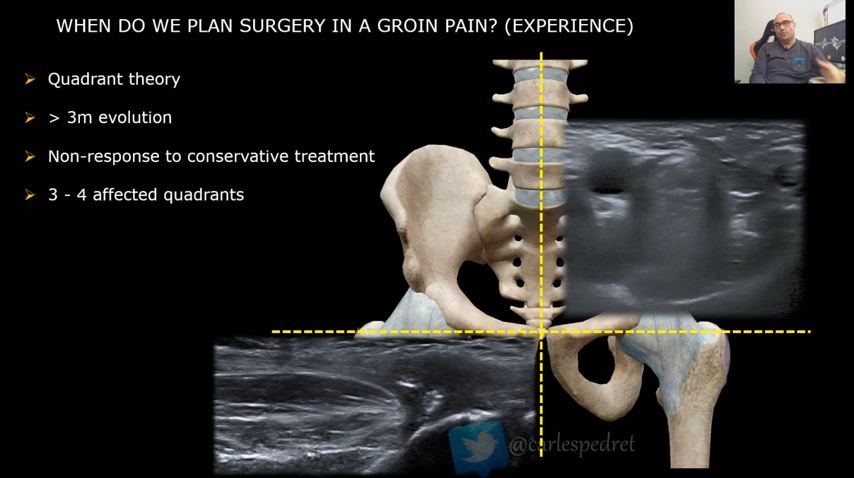 WHEN DO WE PLAN SURGERY IN A GROIN PAIN? (EXPERIENCE)
Quadrant theory
> 3m evolution
Non-response to conservative treatment
3 - 4 affected quadrants
@carlespedret